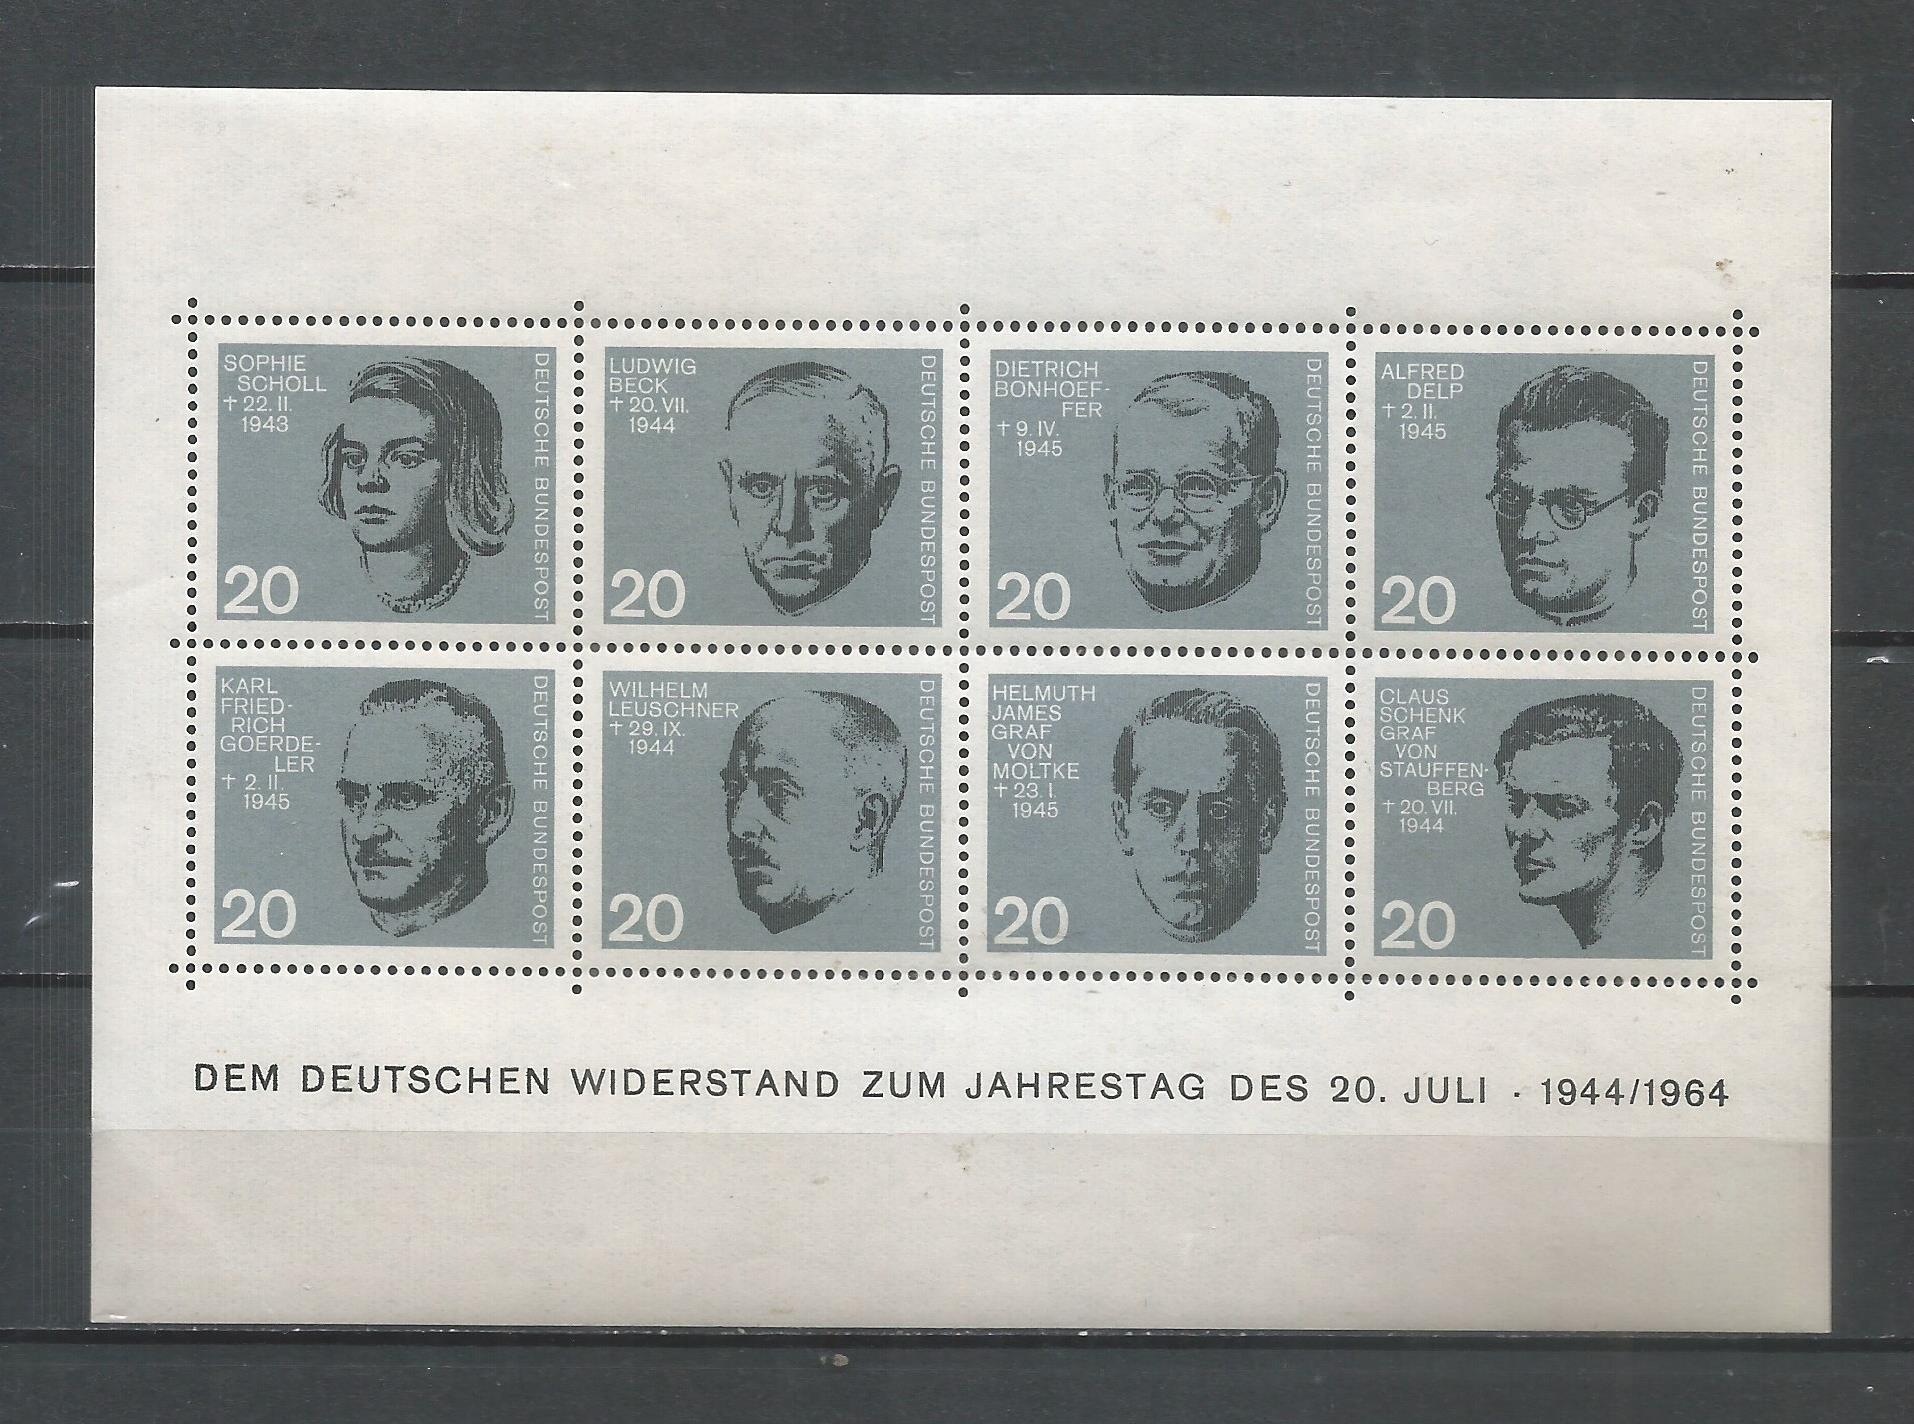 SOPHIE
SCHOLL
† 22. II.
1943
DEUTSCHE BUNDESPOST
20
LUDWIG
BECK
† 20. VII.
1944
DEUTSCHE BUNDESPOST
20
DIETRICH
BONHOEF-
FER
† 9. IV.
1945
DEUTSCHE BUNDESPOST
20
ALFRED
DELP
† 2. II.
1945
DEUTSCHE BUNDESPOST
20
KARL
FRIED-
RICH
GOERDE-
LER
† 2. II.
1945
DEUTSCHE BUNDESPOST
20
WILHELM
LEUSCHNER
† 29. IX.
1944
DEUTSCHE BUNDESPOST
20
HELMUTH
JAMES
GRAF
VON
MOLTKE
† 23. I
1945
DEUTSCHE BUNDESPOST
20
CLAUS
SCHENK
GRAF
VON
STAUFFEN-
BERG
† 20. VII.
1944
DEUTSCHE BUNDESPOST
20
DEM DEUTSCHEN WIDERSTAND ZUM JAHRESTAG DES 20. JULI · 1944/1964